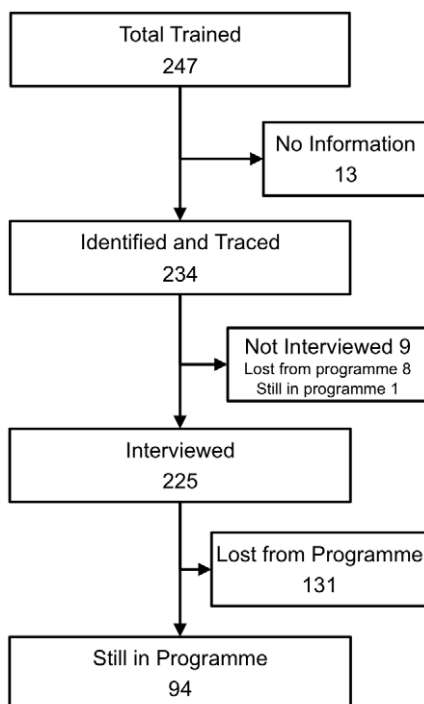 Total Trained
247
No Information
13
Identified and Traced
234
Not Interviewed 9
Lost from programme 8
Still in programme 1
Interviewed
225
Lost from Programme
131
Still in Programme
94